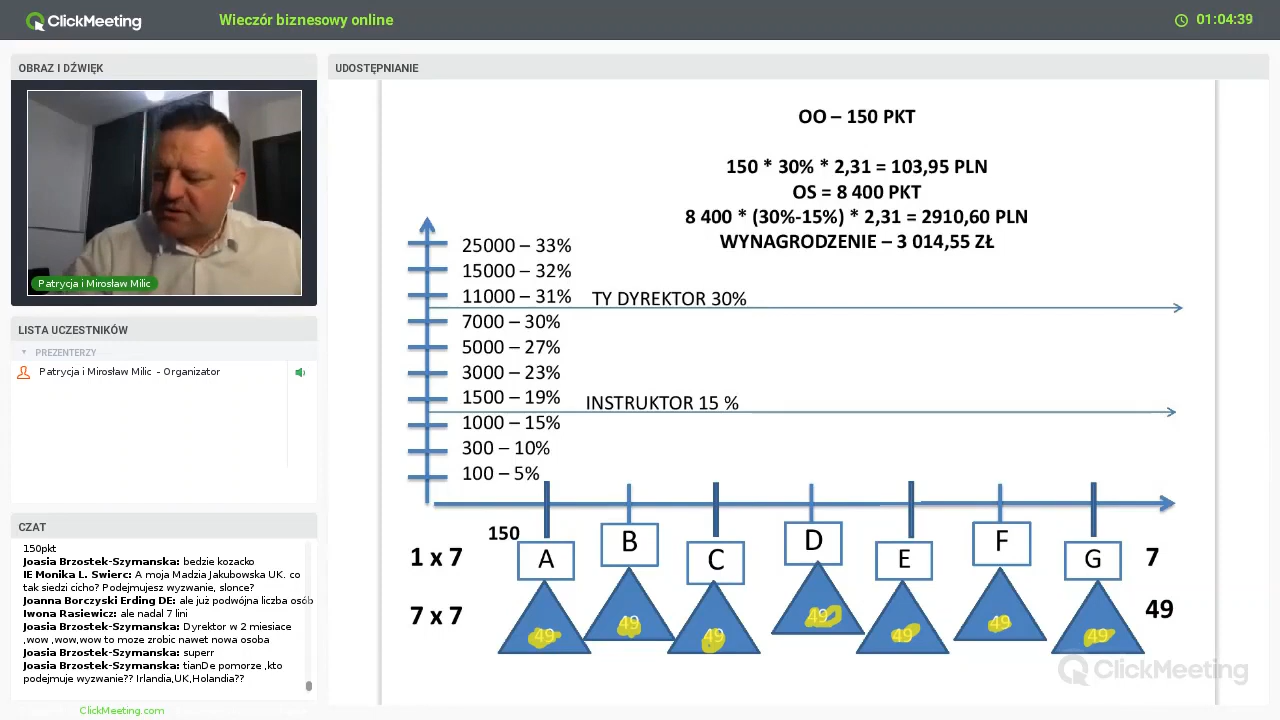 ClickMeeting
Wieczór biznesowy online
01:04:39
OBRAZ I DŹWIĘK
Patrycja i Mirosław Milic
LISTA UCZESTNIKÓW
PREZENTERZY
Patrycja i Mirosław Milic - Organizator
CZAT
150pkt
Joasia Brzostek-Szymanska: bedzie kozacko
IE Monika L. Swierc: A moja Madzia Jakubowska UK. co
tak siedzi cicho? Podejmujesz wyzwanie, slonce?
Joanna Borczyski Erding DE: ale już podwójna liczba osób
Iwona Rasiewicz: ale nadal 7 lini
Joasia Brzostek-Szymanska: Dyrektor w 2 miesiace
,wow ,wow,wow to moze zrobic nawet nowa osoba
Joasia Brzostek-Szymanska: superr
Joasia Brzostek-Szymanska: tianDe pomorze ,kto
podejmuje wyzwanie?? Irlandia,UK,Holandia??
ClickMeeting.com
UDOSTĘPNIANIE
OO – 150 PKT
150 * 30% * 2,31 = 103,95 PLN
OS = 8 400 PKT
8 400 * (30%-15%) * 2,31 = 2910,60 PLN
WYNAGRODZENIE – 3 014,55 ZŁ
25000 – 33%
15000 – 32%
11000 – 31%
TY DYREKTOR 30%
7000 – 30%
5000 – 27%
3000 – 23%
1500 – 19%
INSTRUKTOR 15 %
1000 – 15%
300 – 10%
100 – 5%
150
1 x 7
A
B
C
D
E
F
G
7
7 x 7
49
49
49
49
49
49
49
49
ClickMeeting